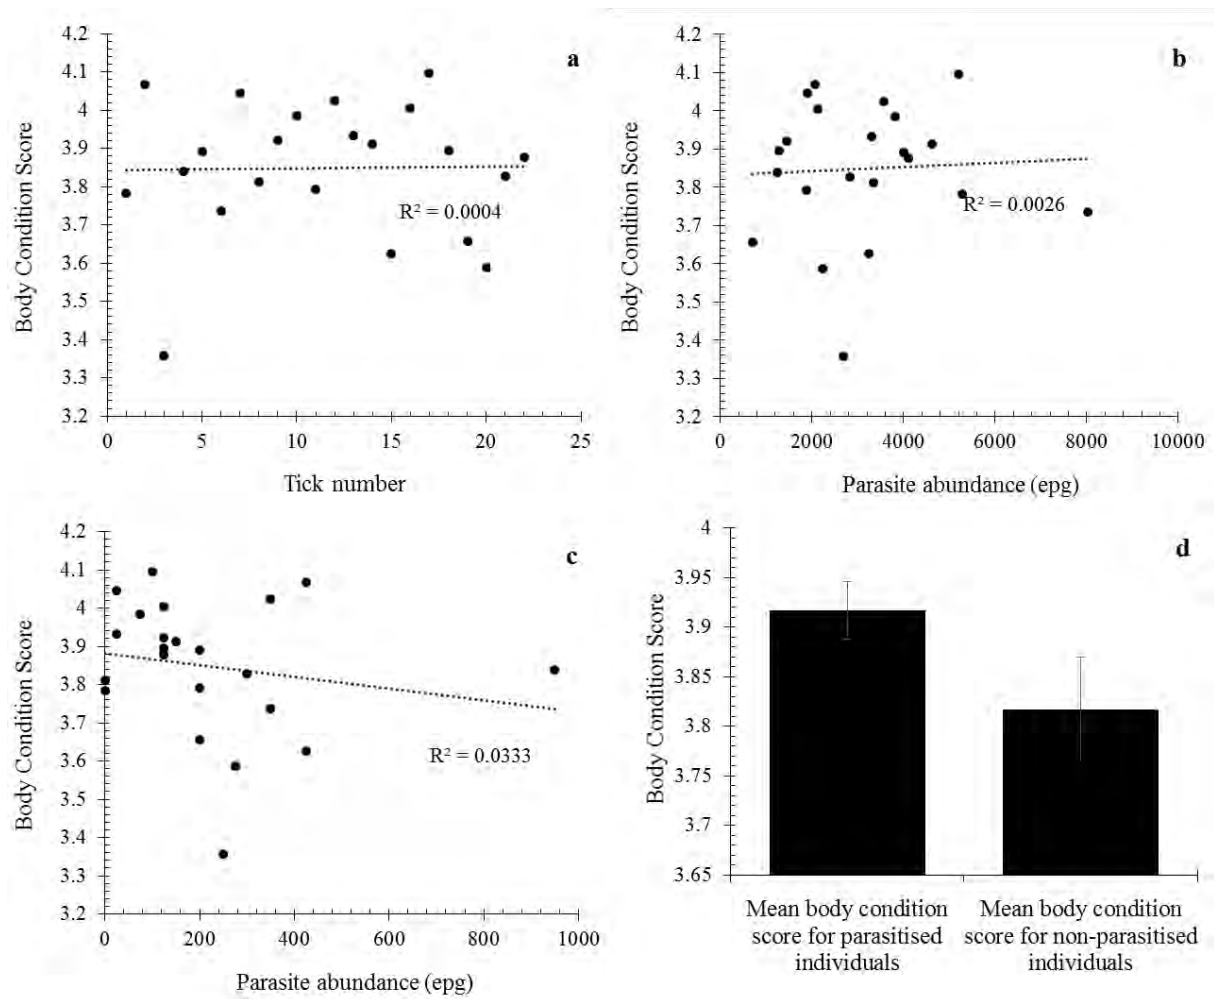 a
4.2
4.1
4
3.9
3.8
3.7
3.6
3.5
3.4
3.3
3.2
Body Condition Score
R² = 0.0004
0 5 10 15 20 25
Tick number
b
4.2
4.1
4
3.9
3.8
3.7
3.6
3.5
3.4
3.3
3.2
Body Condition Score
R² = 0.0026
0 2000 4000 6000 8000 10000
Parasite abundance (epg)
c
4.2
4.1
4
3.9
3.8
3.7
3.6
3.5
3.4
3.3
3.2
Body Condition Score
R² = 0.0333
0 200 400 600 800 1000
Parasite abundance (epg)
d
4
3.95
3.9
3.85
3.8
3.75
3.7
3.65
Body Condition Score
Mean body condition
score for parasitised
individuals
Mean body condition
score for non-parasitised
individuals